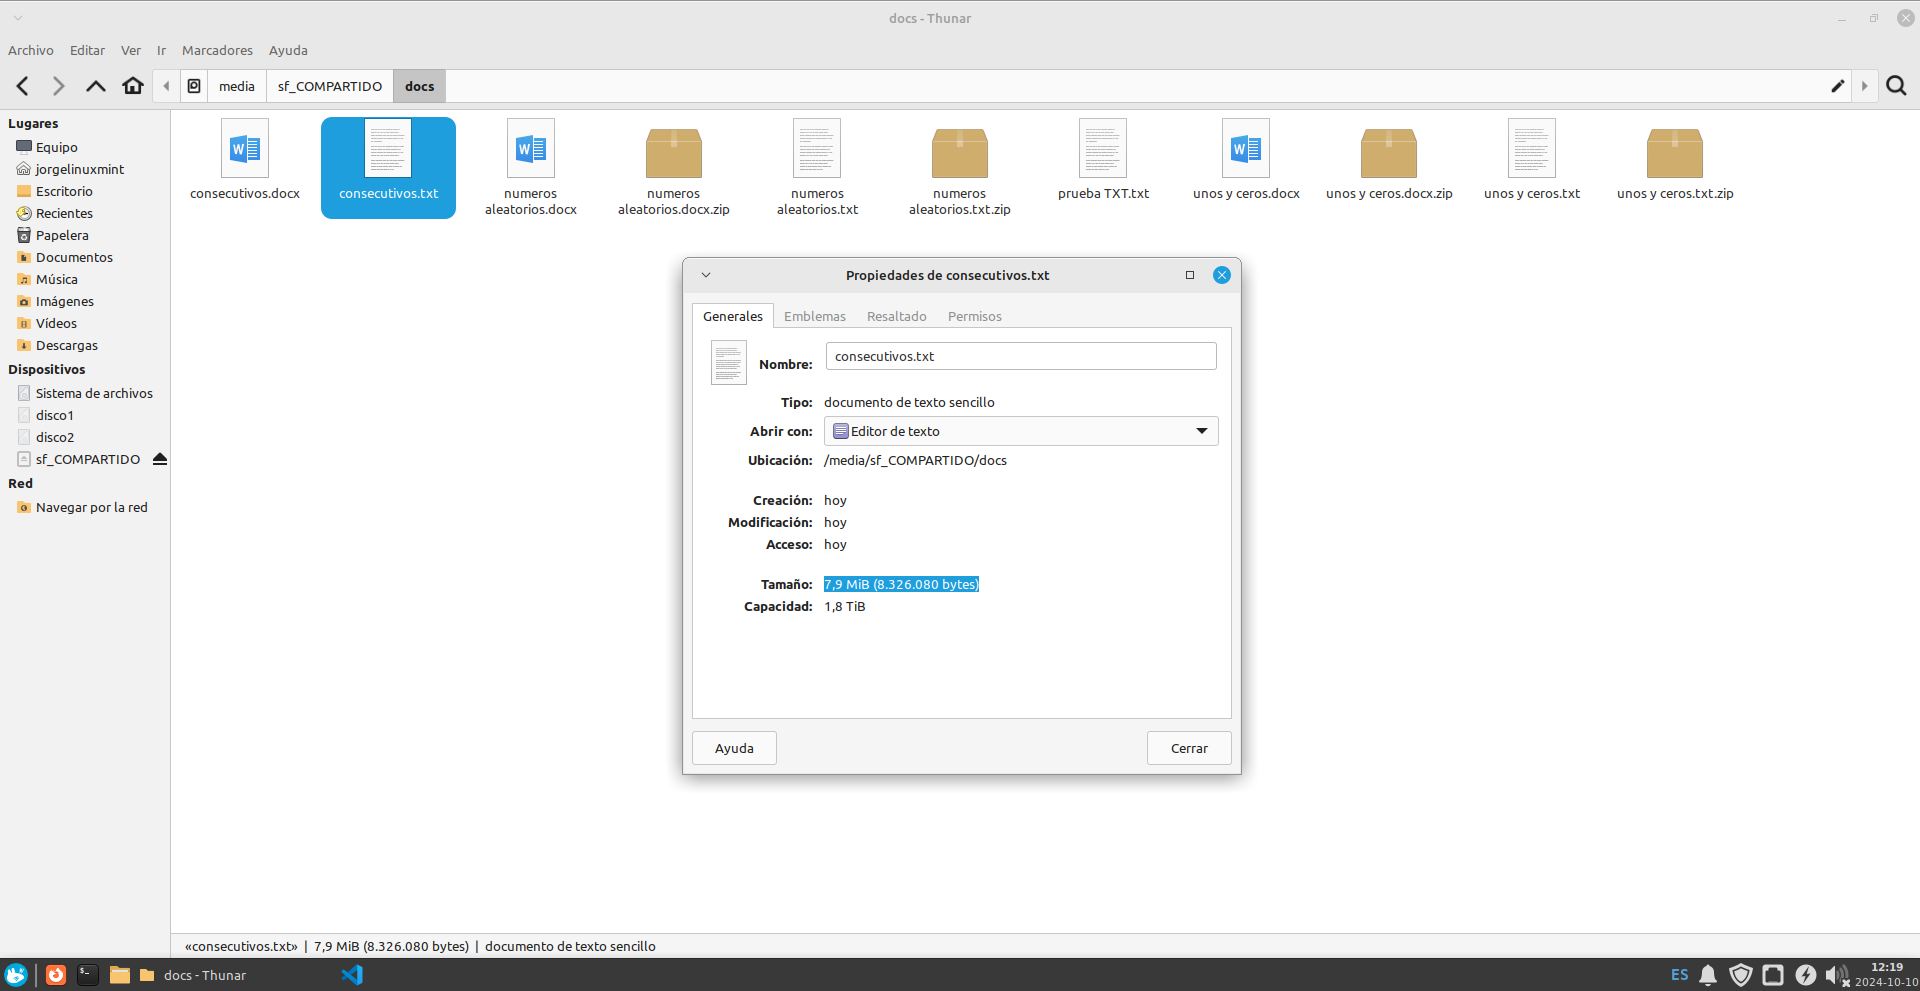 docs - Thunar
Archivo Editar Ver Ir Marcadores Ayuda
media sf_COMPARTIDO docs
Lugares
Equipo
jorgelinuxmint
Escritorio
Recientes
Papelera
Documentos
Música
Imágenes
Vídeos
Descargas
Dispositivos
Sistema de archivos
disco1
disco2
sf_COMPARTIDO
Red
Navegar por la red
consecutivos.docx
consecutivos.txt
numeros
aleatorios.docx
numeros
aleatorios.docx.zip
numeros
aleatorios.txt
numeros
aleatorios.txt.zip
prueba TXT.txt
unos y ceros.docx
unos y ceros.docx.zip
unos y ceros.txt
unos y ceros.txt.zip
Propiedades de consecutivos.txt
Generales Emblemas Resaltado Permisos
Nombre: consecutivos.txt
Tipo: documento de texto sencillo
Abrir con: Editor de texto
Ubicación: /media/sf_COMPARTIDO/docs
Creación: hoy
Modificación: hoy
Acceso: hoy
Tamaño: 7,9 MiB (8.326.080 bytes)
Capacidad: 1,8 TiB
Ayuda Cerrar
«consecutivos.txt» | 7,9 MiB (8.326.080 bytes) | documento de texto sencillo
docs - Thunar
ES
12:19
2024-10-10